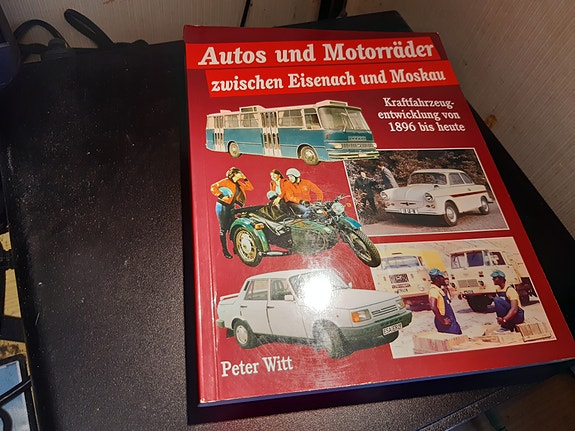 Autos und Motorräder
zwischen Eisenach und Moskau
Kraftfahrzeug-
entwicklung von
1896 bis heute
Peter Witt